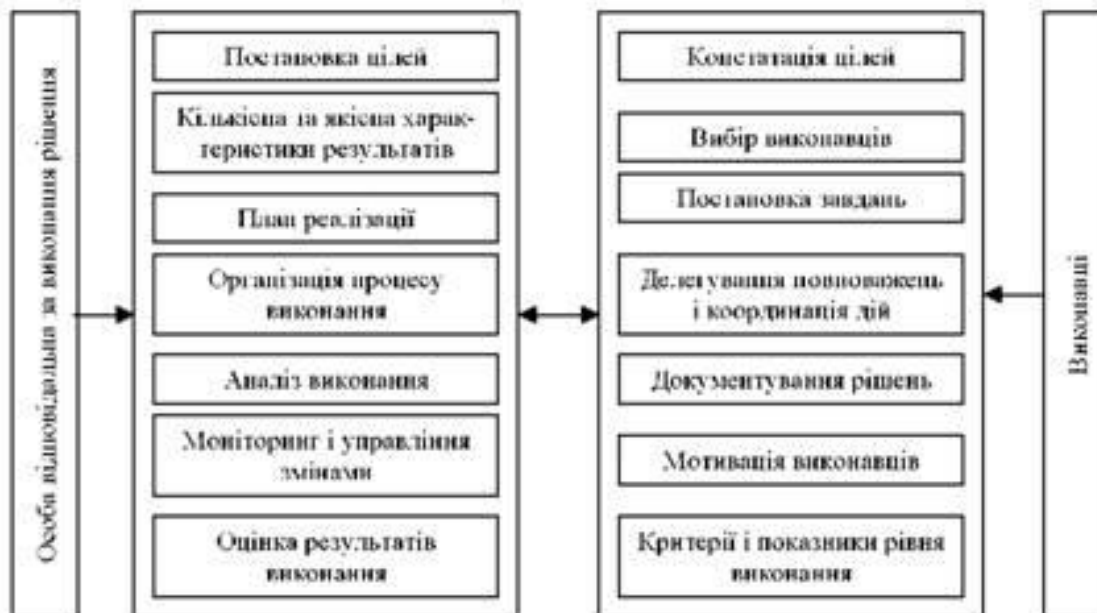 Особа відповідальна за виконання рішення
Постановка цілей
Кількісна та якісна харак-
теристики результатів
План реалізації
Організація процесу
виконання
Аналіз виконання
Моніторинг і управління
змінами
Оцінка результатів
виконання
Констатація цілей
Вибір виконавців
Постановка завдань
Делегування повноважень
і координація дій
Документування рішень
Мотивація виконавців
Критерії і показники рівня
виконання
Виконавці